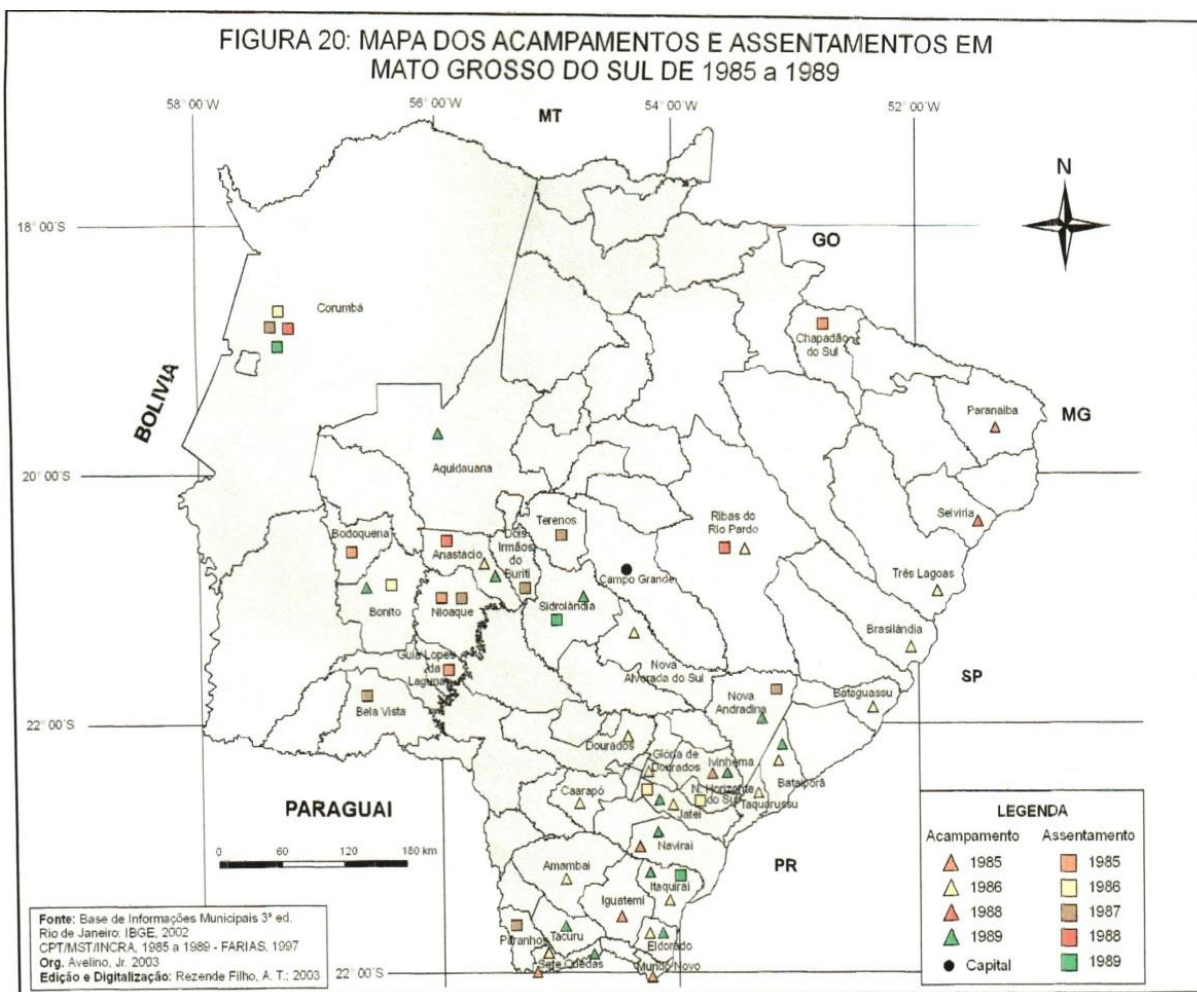 FIGURA 20: MAPA DOS ACAMPAMENTOS E ASSENTAMENTOS EM
MATO GROSSO DO SUL DE 1985 a 1989
58° 00´W
56° 00´W
54° 00´W
52° 00´W
MT
N
18° 00´S
GO
Corumbá
Chapadão
do Sul
BOLIVIA
Paranaiba
MG
Aquidauana
20° 00´S
Selviria
Terenos
Ribas do
Rio Pardo
Bodoquena
Dois
Irmãos
do
Buriti
Anastácio
Campo Grande
Três Lagoas
Bonito
Nioaque
Sidrolândia
Brasilândia
Nova
Alvorada do Sul
Guia Lopes
da
Laguna
SP
Bela Vista
Nova
Andradina
Bataguassu
22° 00´S
Dourados
Glória de
Dourados
Ivinhema
Bataiporã
N. Horizonte
do Sul
Taquarussu
Caarapó
Jateí
PARAGUAI
0 60 120 180 km
Navirai
PR
Amambai
Itaquirai
Iguatemi
Paranhos
Tacuru
Eldorado
Sete Quedas
Mundo Novo
22° 00´S
LEGENDA
Acampamento Assentamento
1985 1985
1986 1986
1988 1987
1989 1988
Capital 1989
Fonte: Base de Informações Municipais 3ª ed.
Rio de Janeiro: IBGE, 2002
CPT/MST/INCRA, 1985 a 1989 - FARIAS, 1997
Org. Avelino, Jr. 2003
Edição e Digitalização: Rezende Filho, A. T.; 2003